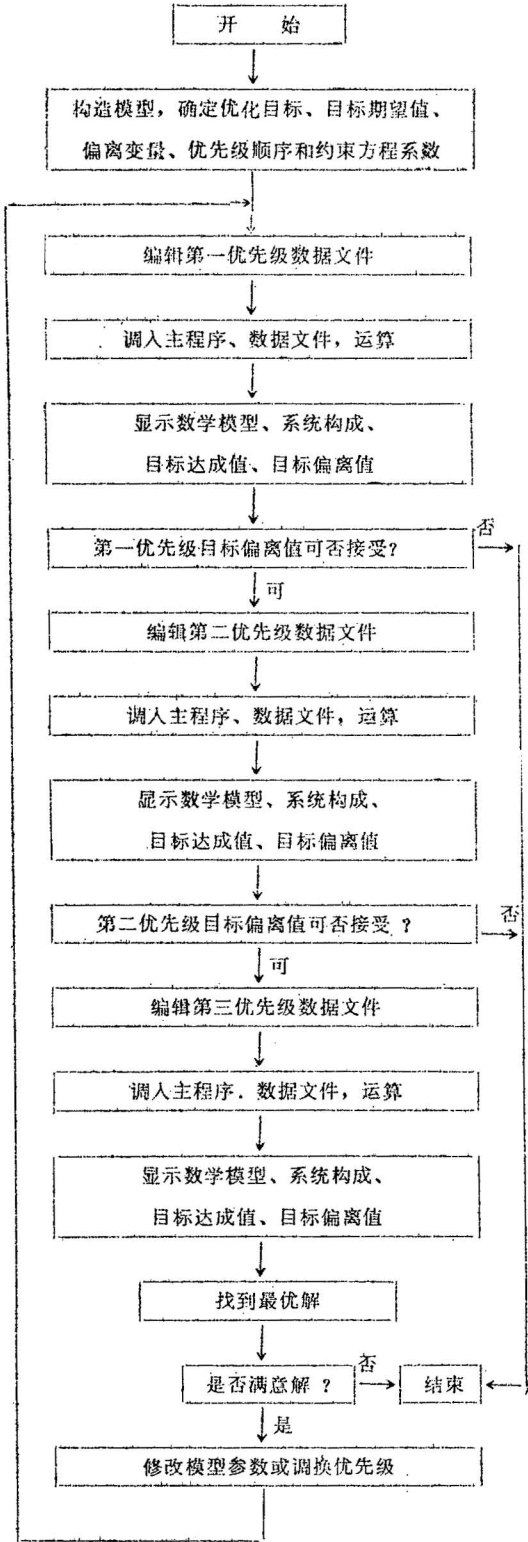 开 始
构造模型，确定优化目标、目标期望值、
偏离变量、优先级顺序和约束方程系数
编辑第一优先级数据文件
调入主程序、数据文件，运算
显示数学模型、系统构成、
目标达成值、目标偏离值
第一优先级目标偏离值可否接受？
否
可
编辑第二优先级数据文件
调入主程序、数据文件，运算
显示数学模型、系统构成、
目标达成值、目标偏离值
第二优先级目标偏离值可否接受？
否
可
编辑第三优先级数据文件
调入主程序．数据文件，运算
显示数学模型、系统构成、
目标达成值、目标偏离值
找到最优解
是否满意解？
否
结束
是
修改模型参数或调换优先级